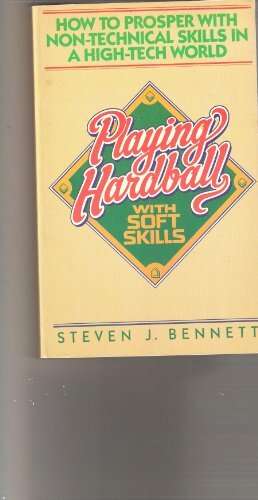 HOW TO PROSPER WITH
NON-TECHNICAL SKILLS IN
A HIGH-TECH WORLD
Playing
Hardball
WITH
SOFT
SKILLS
STEVEN J. BENNETT